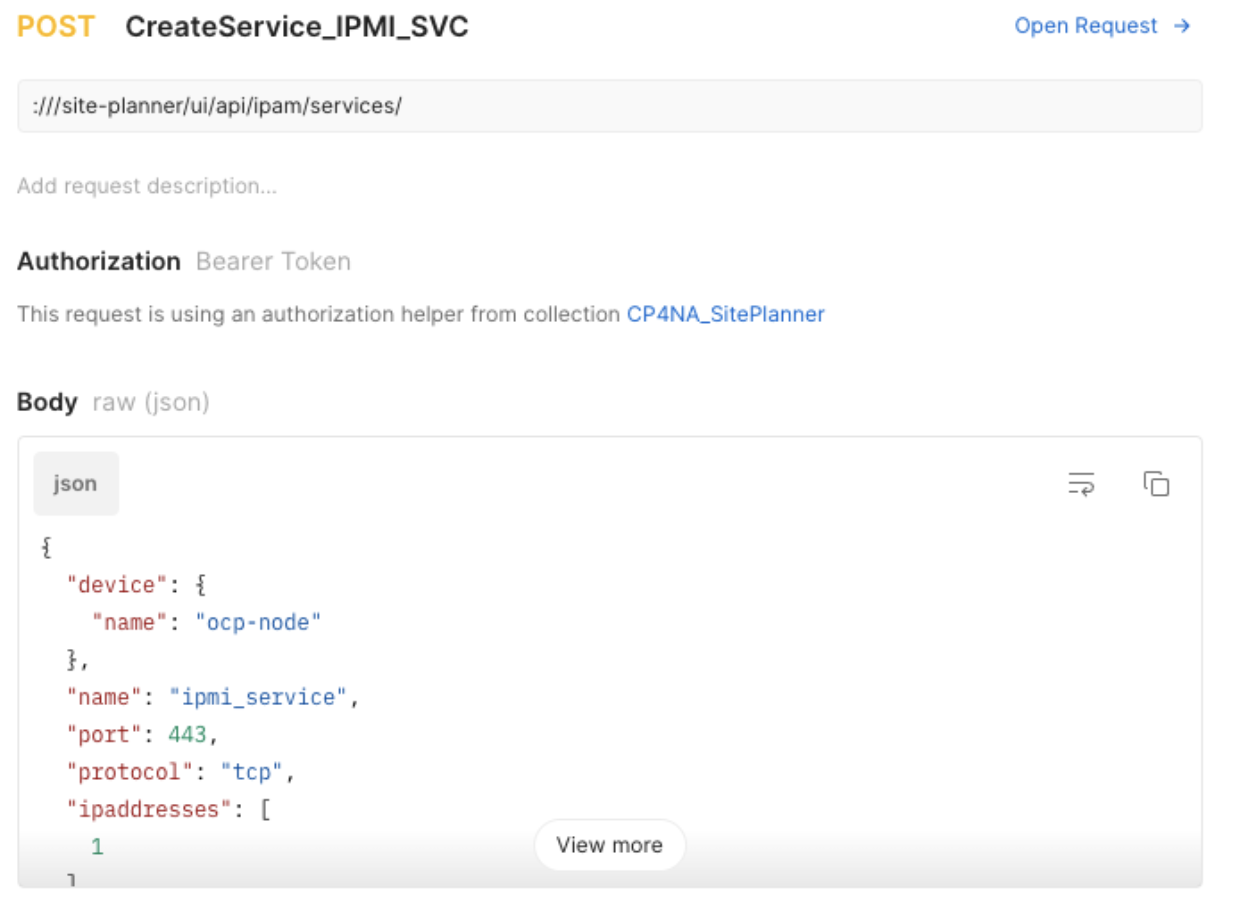 POST CreateService_IPMI_SVC Open Request →
:///site-planner/ui/api/ipam/services/
Add request description...
Authorization Bearer Token
This request is using an authorization helper from collection CP4NA_SitePlanner
Body raw (json)
json
{
"device": {
"name": "ocp-node"
},
"name": "ipmi_service",
"port": 443,
"protocol": "tcp",
"ipaddresses": [
1
View more
]